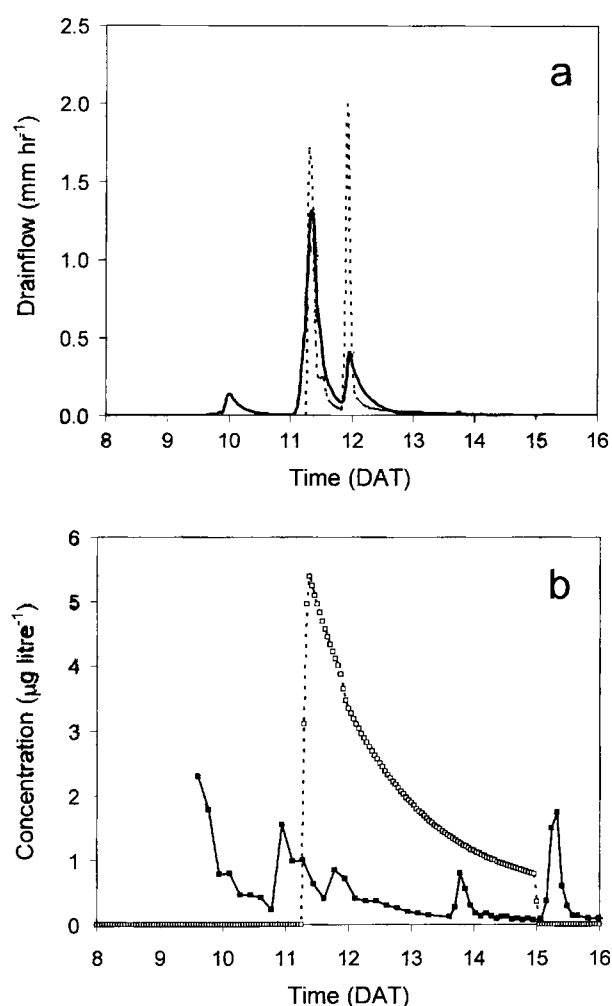 a
Drainflow (mm hr⁻¹)
2.5
2.0
1.5
1.0
0.5
0.0
8 9 10 11 12 13 14 15 16
Time (DAT)
b
Concentration (µg litre⁻¹)
6
5
4
3
2
1
0
8 9 10 11 12 13 14 15 16
Time (DAT)